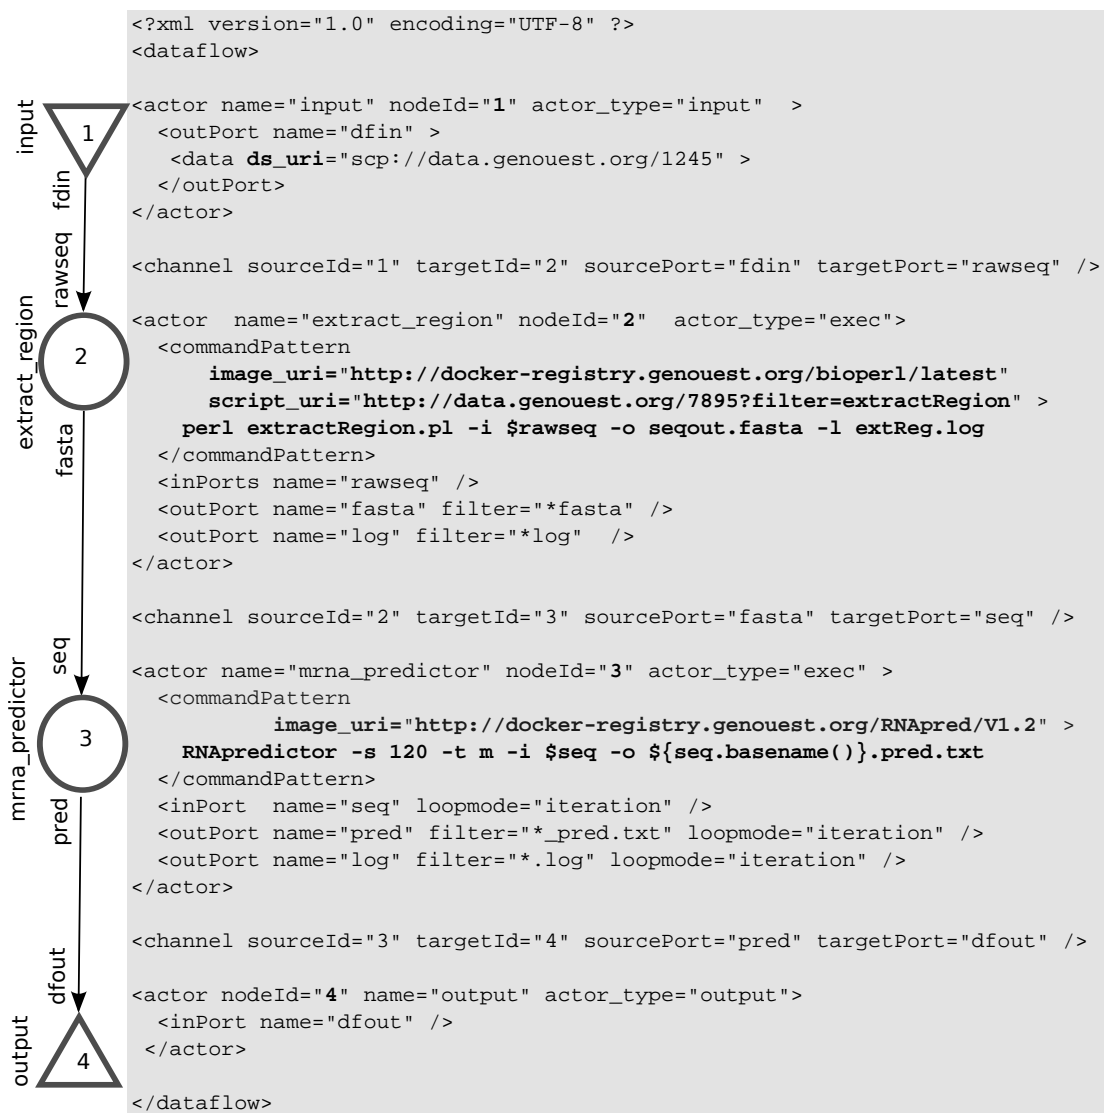 <?xml version="1.0" encoding="UTF-8" ?>
<dataflow>
<actor name="input" nodeId="1" actor_type="input"  >
<outPort name="dfin" >
<data ds_uri="scp://data.genouest.org/1245" >
</outPort>
</actor>
<channel sourceId="1" targetId="2" sourcePort="fdin" targetPort="rawseq" />
<actor  name="extract_region" nodeId="2"  actor_type="exec">
<commandPattern
image_uri="http://docker-registry.genouest.org/bioperl/latest"
script_uri="http://data.genouest.org/7895?filter=extractRegion" >
perl extractRegion.pl -i $rawseq -o seqout.fasta -l extReg.log
</commandPattern>
<inPorts name="rawseq" />
<outPort name="fasta" filter="*fasta" />
<outPort name="log" filter="*log"  />
</actor>
<channel sourceId="2" targetId="3" sourcePort="fasta" targetPort="seq" />
<actor name="mrna_predictor" nodeId="3" actor_type="exec" >
<commandPattern
image_uri="http://docker-registry.genouest.org/RNApred/V1.2" >
RNApredictor -s 120 -t m -i $seq -o ${seq.basename()}.pred.txt
</commandPattern>
<inPort  name="seq" loopmode="iteration" />
<outPort name="pred" filter="*_pred.txt" loopmode="iteration" />
<outPort name="log" filter="*.log" loopmode="iteration" />
</actor>
<channel sourceId="3" targetId="4" sourcePort="pred" targetPort="dfout" />
<actor nodeId="4" name="output" actor_type="output">
<inPort name="dfout" />
</actor>
</dataflow>
input
1
fdin
rawseq
extract_region
2
fasta
seq
mrna_predictor
3
pred
dfout
output
4